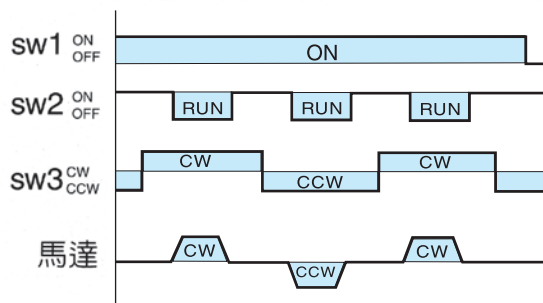 sw1 ON OFF ON
sw2 ON OFF RUN RUN RUN
sw3 CW CCW CW CCW CW
馬達 CW CCW CW